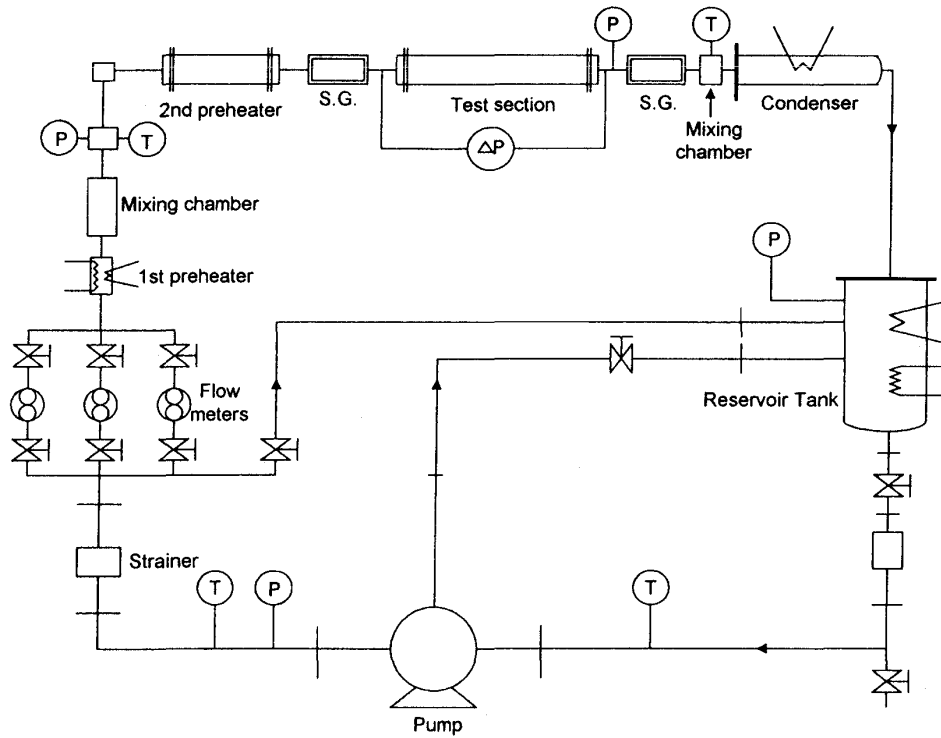 P
T
2nd preheater
S.G.
Test section
S.G.
Condenser
Mixing
chamber
ΔP
P
T
Mixing chamber
P
1st preheater
Flow
meters
Reservoir Tank
Strainer
T
P
T
Pump